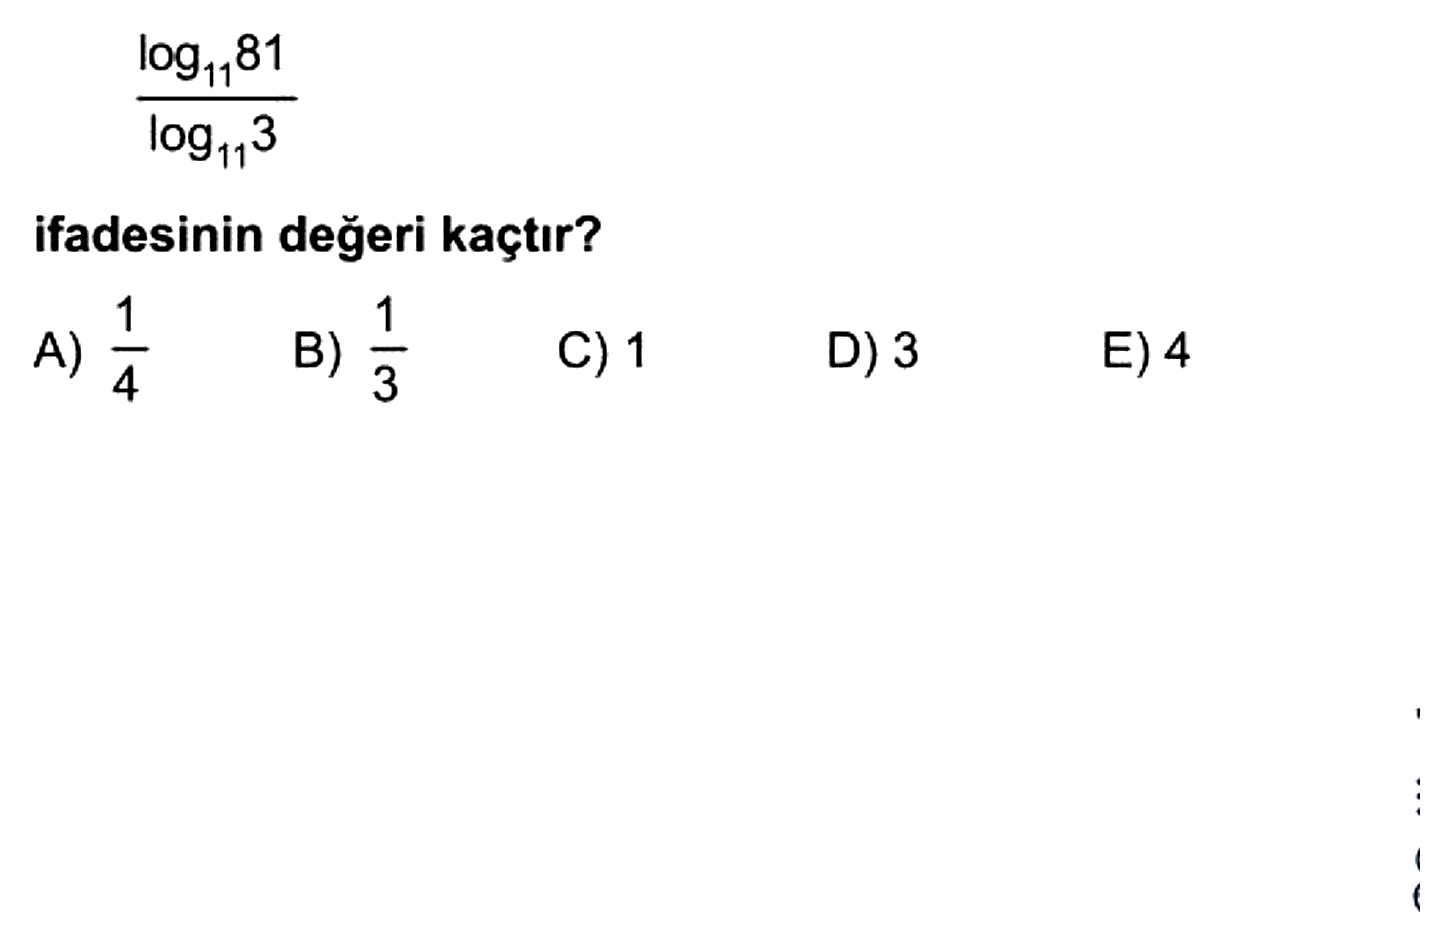 log₁₁81
log₁₁3
ifadesinin değeri kaçtır?
A) 1/4 B) 1/3 C) 1 D) 3 E) 4